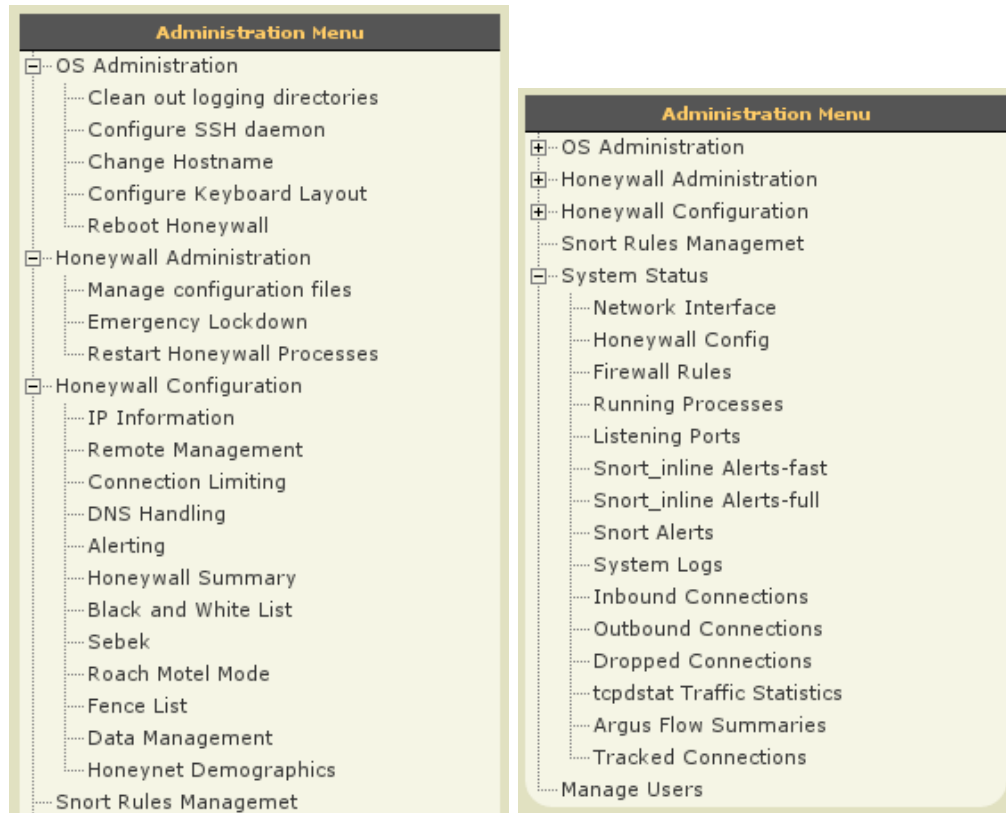 Administration Menu
OS Administration
Clean out logging directories
Configure SSH daemon
Change Hostname
Configure Keyboard Layout
Reboot Honeywall
Honeywall Administration
Manage configuration files
Emergency Lockdown
Restart Honeywall Processes
Honeywall Configuration
IP Information
Remote Management
Connection Limiting
DNS Handling
Alerting
Honeywall Summary
Black and White List
Sebek
Roach Motel Mode
Fence List
Data Management
Honeynet Demographics
Snort Rules Managemet
Administration Menu
OS Administration
Honeywall Administration
Honeywall Configuration
Snort Rules Managemet
System Status
Network Interface
Honeywall Config
Firewall Rules
Running Processes
Listening Ports
Snort_inline Alerts-fast
Snort_inline Alerts-full
Snort Alerts
System Logs
Inbound Connections
Outbound Connections
Dropped Connections
tcpdstat Traffic Statistics
Argus Flow Summaries
Tracked Connections
Manage Users